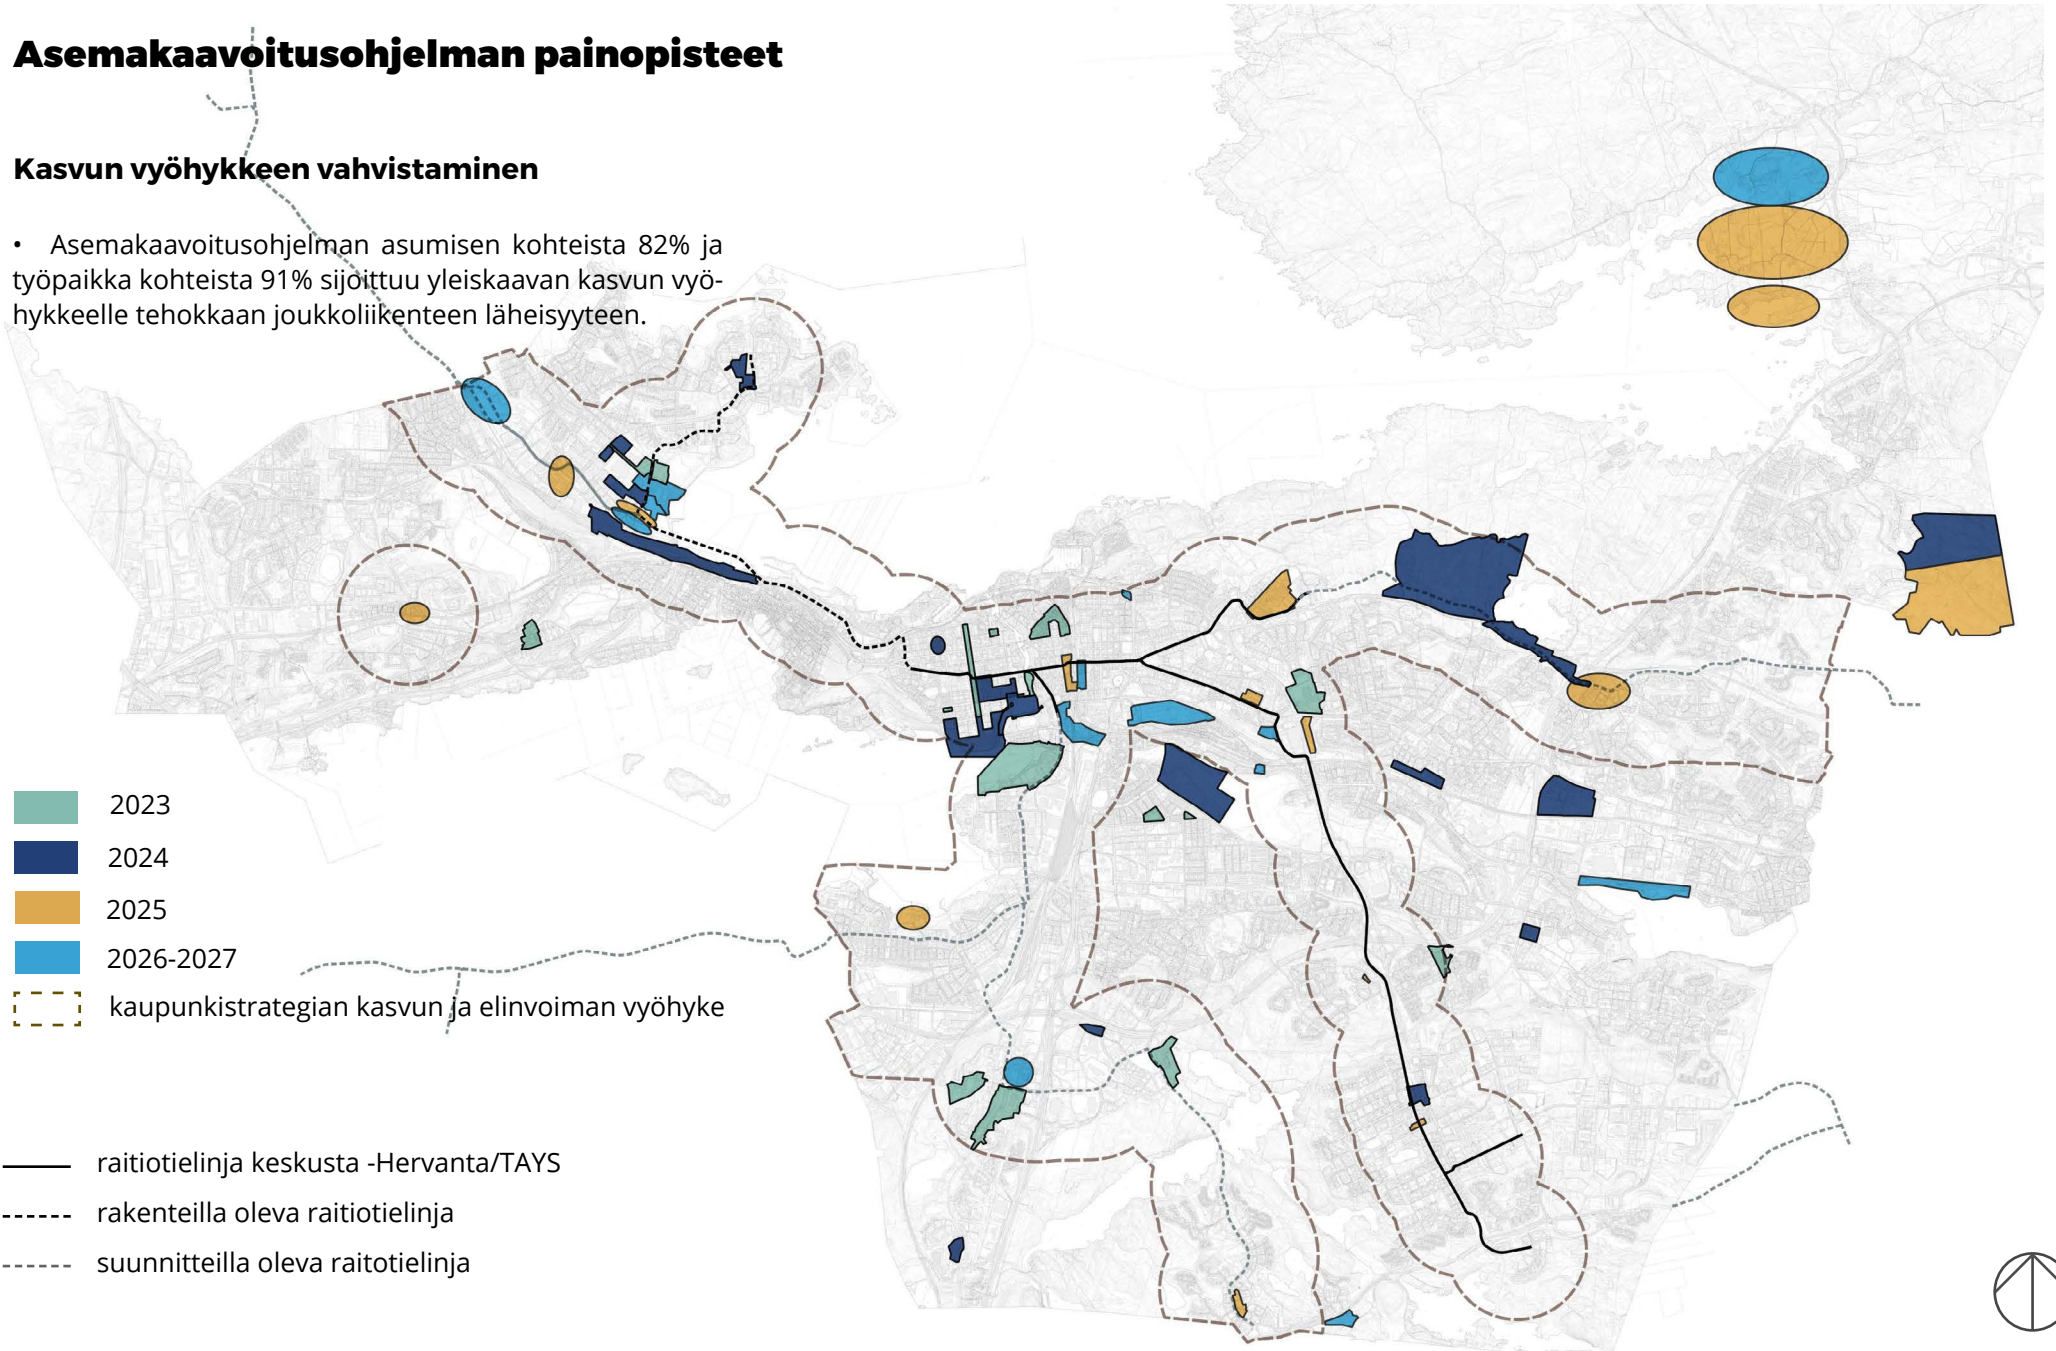 Asemakaavoitusohjelman painopisteet
Kasvun vyöhykkeen vahvistaminen
• Asemakaavoitusohjelman asumisen kohteista 82% ja
työpaikka kohteista 91% sijoittuu yleiskaavan kasvun vyö-
hykkeelle tehokkaan joukkoliikenteen läheisyyteen.
2023
2024
2025
2026-2027
kaupunkistrategian kasvun ja elinvoiman vyöhyke
raitiotielinja keskusta -Hervanta/TAYS
rakenteilla oleva raitiotielinja
suunnitteilla oleva raitotielinja